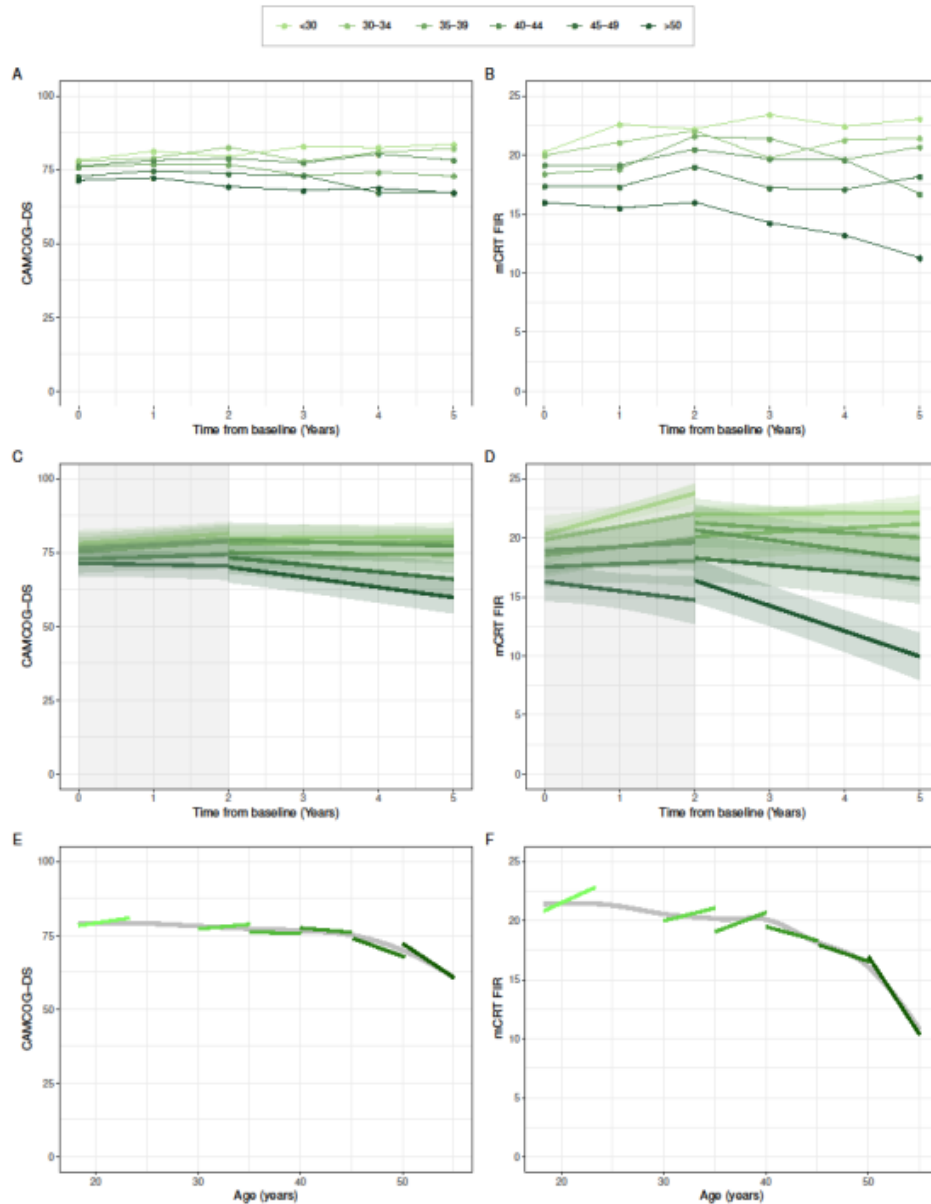 <30 30−34 35−39 40−44 45−49 >50
A
CAMCOG−DS
100
75
50
25
0
0 1 2 3 4 5
Time from baseline (Years)
B
mCRT FIR
25
20
15
10
5
0
0 1 2 3 4 5
Time from baseline (Years)
C
CAMCOG−DS
100
75
50
25
0
0 1 2 3 4 5
Time from baseline (Years)
D
mCRT FIR
25
20
15
10
5
0
0 1 2 3 4 5
Time from baseline (Years)
E
CAMCOG−DS
100
75
50
25
0
20 30 40 50
Age (years)
F
mCRT FIR
25
20
15
10
5
0
20 30 40 50
Age (years)